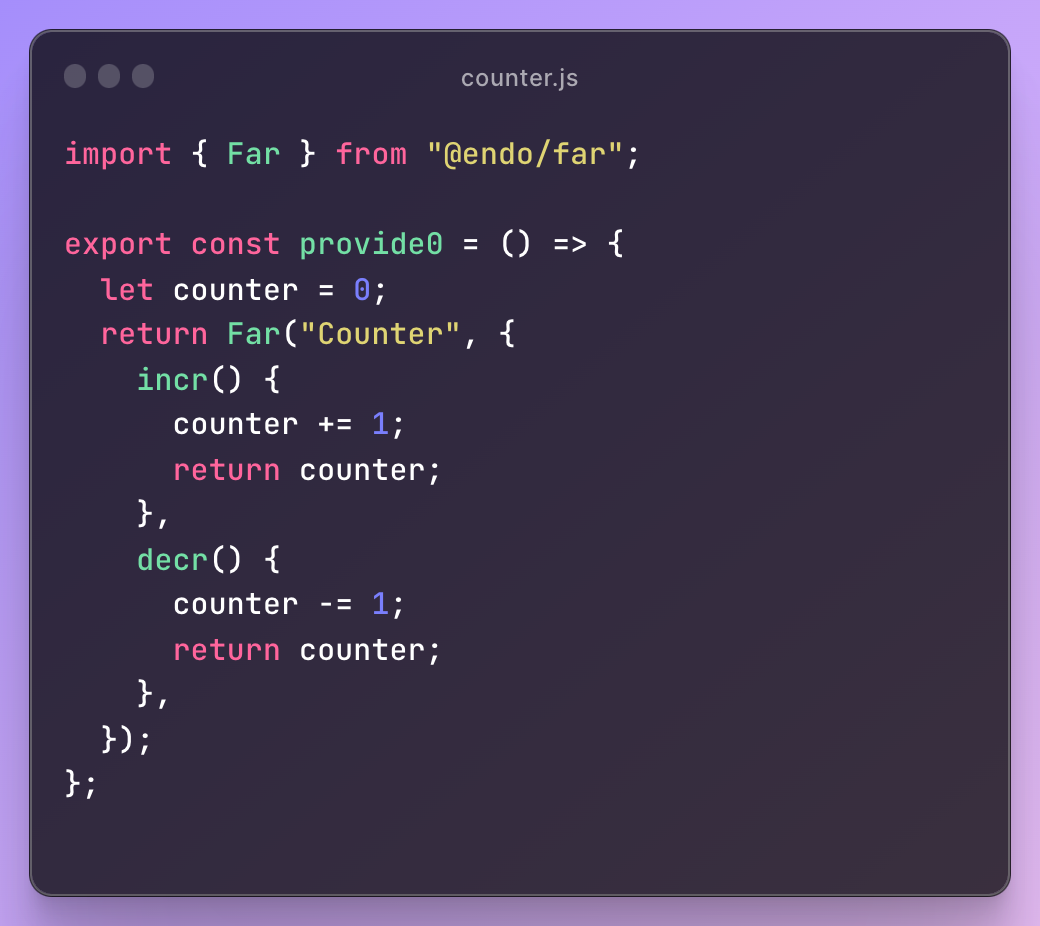 counter.js
import { Far } from "@endo/far";
export const provide0 = () => {
  let counter = 0;
  return Far("Counter", {
    incr() {
      counter += 1;
      return counter;
    },
    decr() {
      counter -= 1;
      return counter;
    },
  });
};